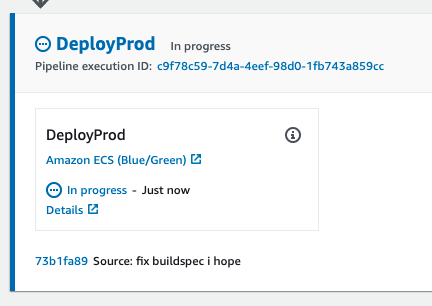 DeployProd In progress
Pipeline execution ID: c9f78c59-7d4a-4eef-98d0-1fb743a859cc
DeployProd
Amazon ECS (Blue/Green)
In progress - Just now
Details
73b1fa89 Source: fix buildspec i hope